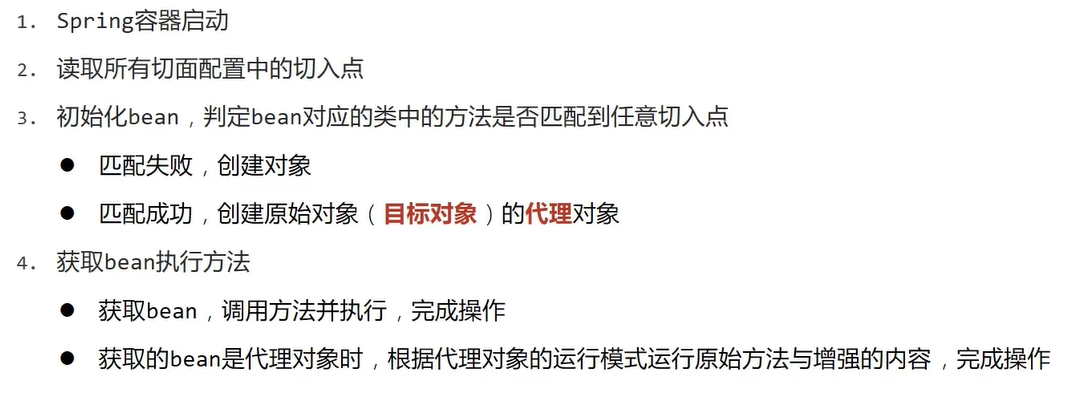 1. Spring容器启动
2. 读取所有切面配置中的切入点
3. 初始化bean，判定bean对应的类中的方法是否匹配到任意切入点
● 匹配失败，创建对象
● 匹配成功，创建原始对象（目标对象）的代理对象
4. 获取bean执行方法
● 获取bean，调用方法并执行，完成操作
● 获取的bean是代理对象时，根据代理对象的运行模式运行原始方法与增强的内容，完成操作